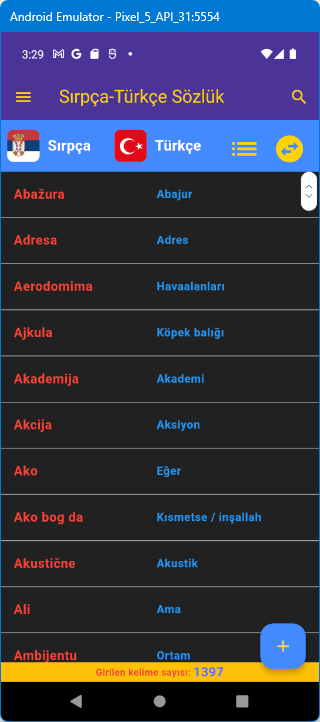 Android Emulator - Pixel_5_API_31:5554
3:29
Sırpça-Türkçe Sözlük
Sırpça Türkçe
Abažura Abajur
Adresa Adres
Aerodomima Havaalanları
Ajkula Köpek balığı
Akademija Akademi
Akcija Aksiyon
Ako Eğer
Ako bog da Kısmetse / inşallah
Akustične Akustik
Ali Ama
Ambijentu Ortam
Girilen kelime sayısı: 1397